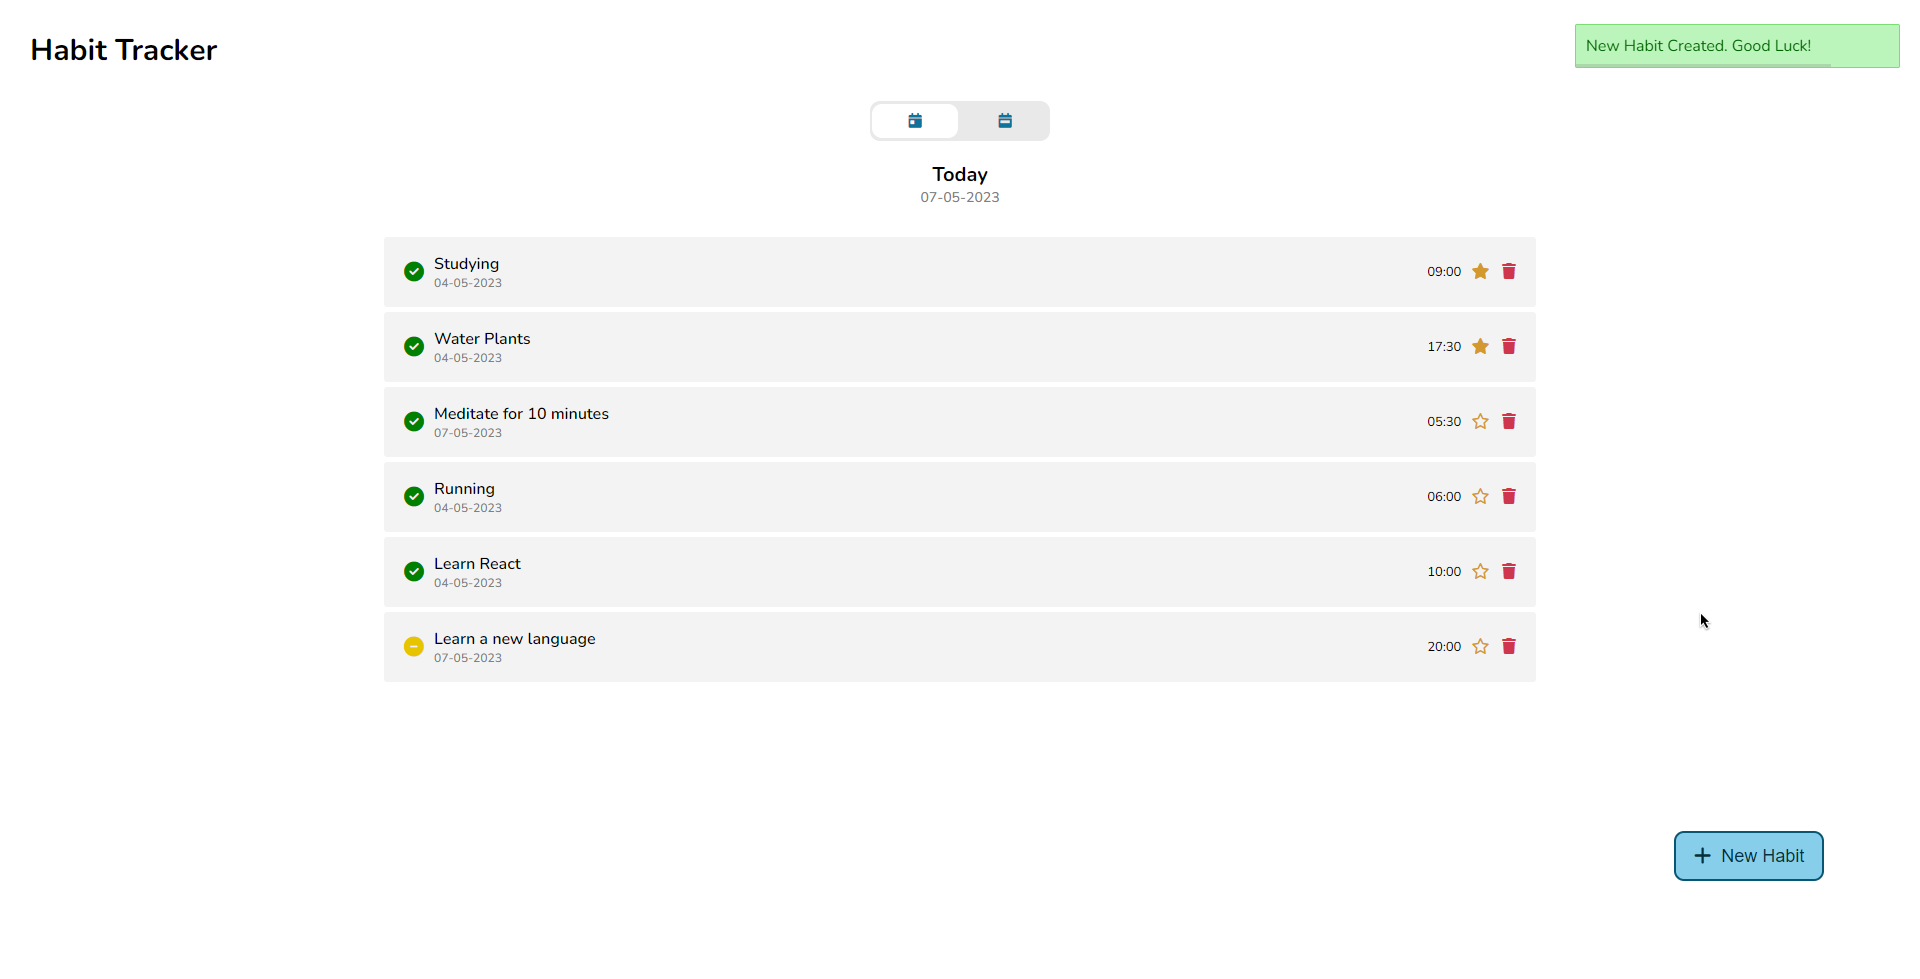 Habit Tracker
New Habit Created. Good Luck!
Today
07-05-2023
Studying
04-05-2023
09:00
Water Plants
04-05-2023
17:30
Meditate for 10 minutes
07-05-2023
05:30
Running
04-05-2023
06:00
Learn React
04-05-2023
10:00
Learn a new language
07-05-2023
20:00
New Habit